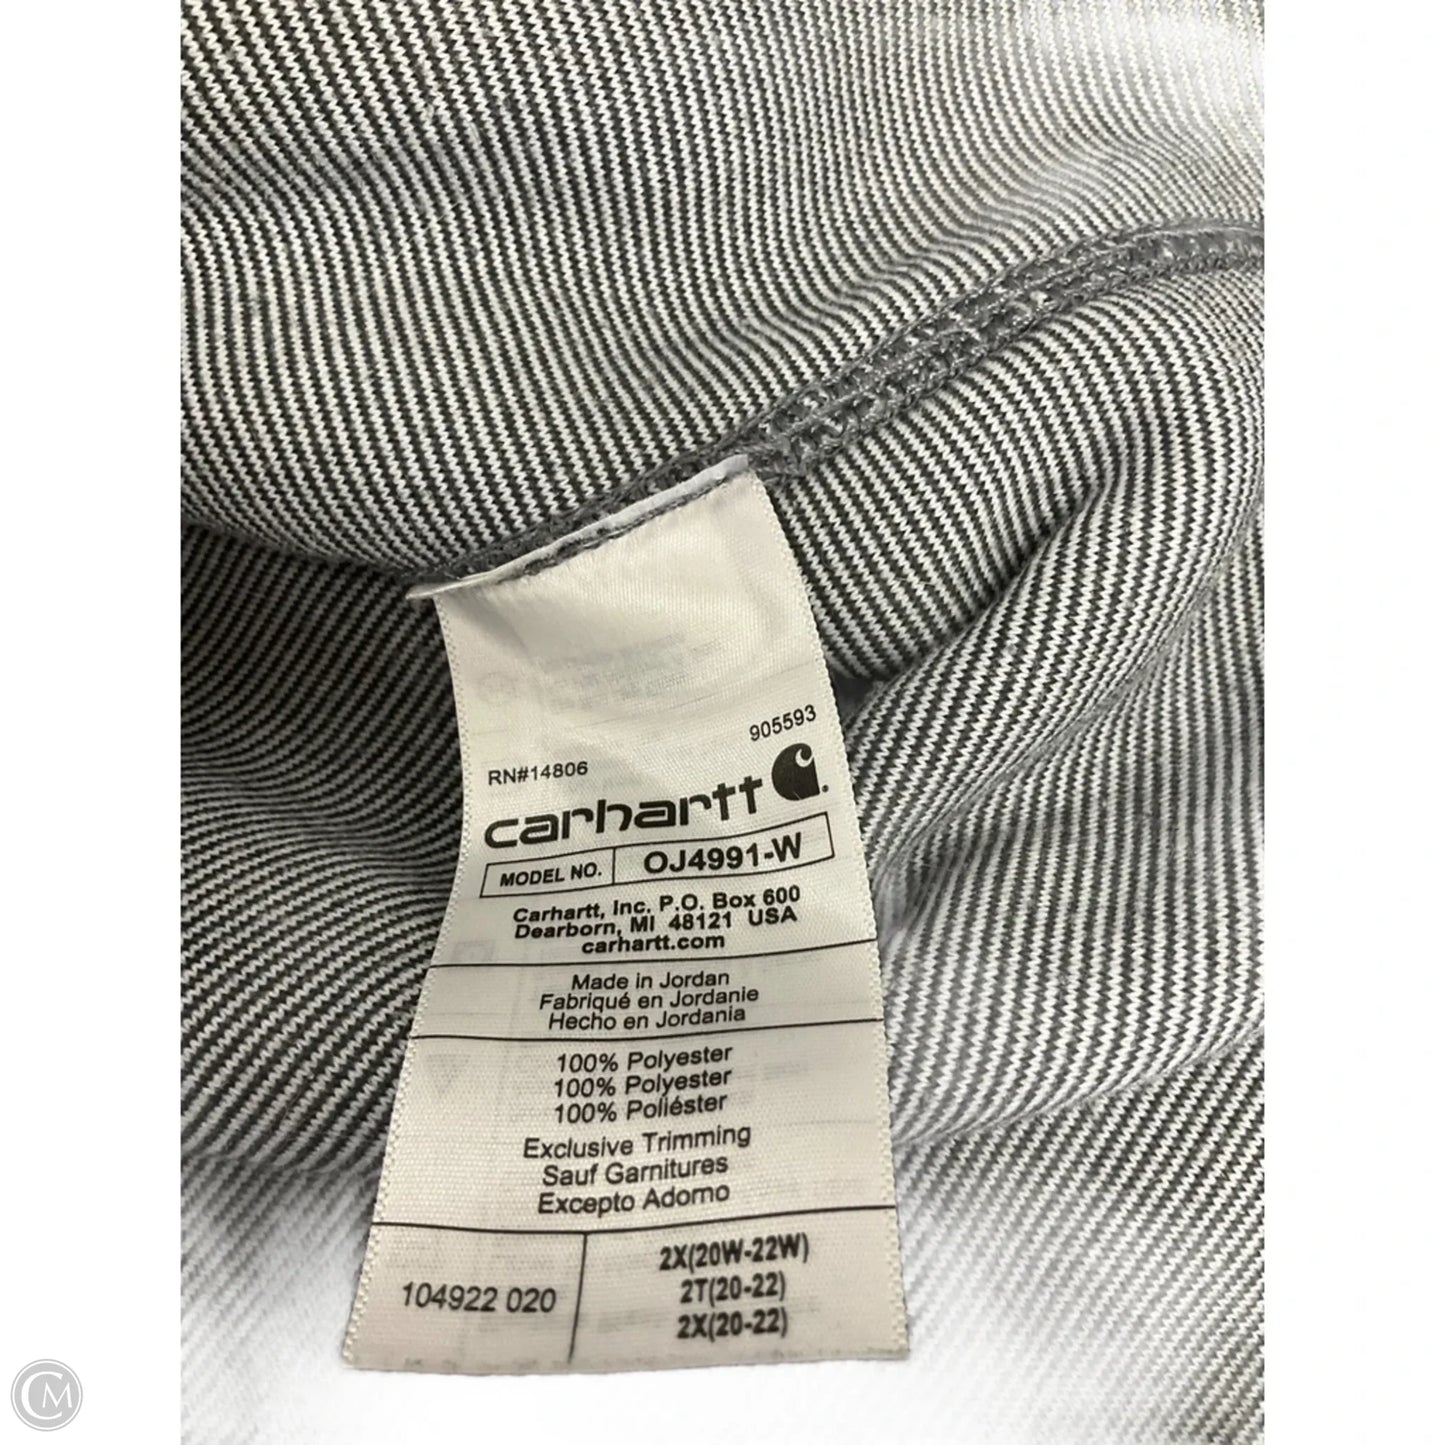 905593
RN#14806
carhartt
MODEL NO. OJ4991-W
Carhartt, Inc. P.O. Box 600
Dearborn, MI 48121 USA
carhartt.com
Made in Jordan
Fabriqué en Jordanie
Hecho en Jordania
100% Polyester
100% Polyester
100% Poliéster
Exclusive Trimming
Sauf Garnitures
Excepto Adorno
104922 020
2X(20W-22W)
2T(20-22)
2X(20-22)
CM